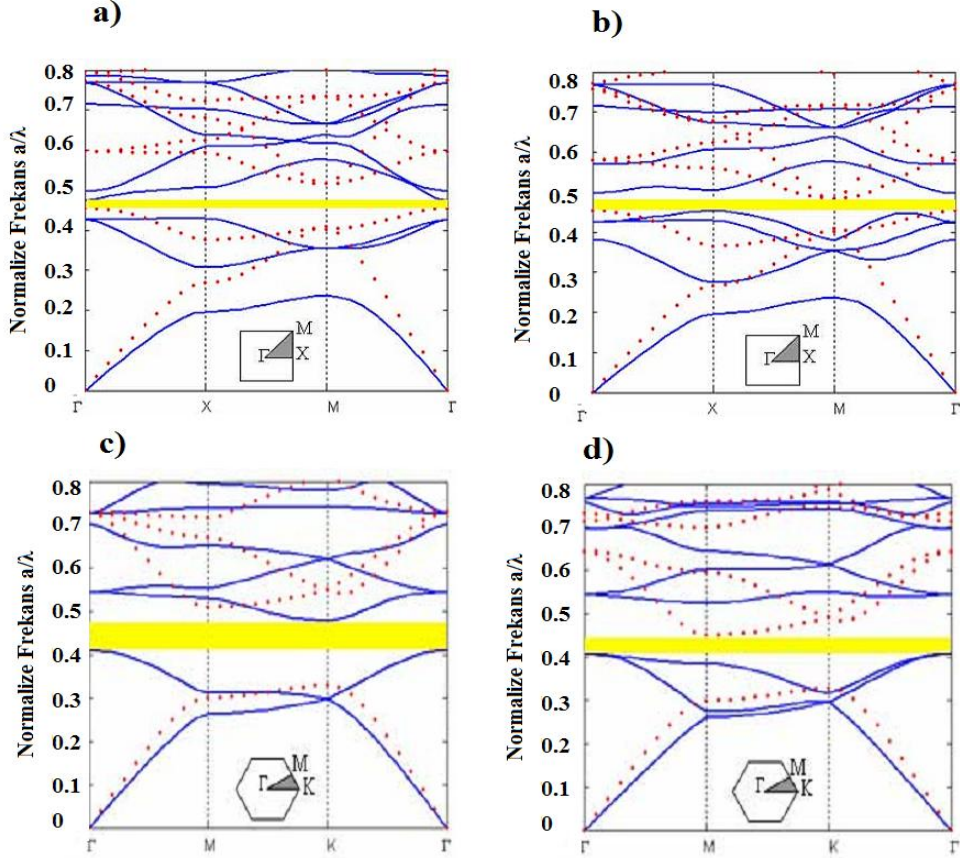 a)
Normalize Frekans a/λ
0.8
0.7
0.6
0.5
0.4
0.3
0.2
0.1
0
Γ X M Γ
M
Γ X
b)
Normalize Frekans a/λ
0.8
0.7
0.6
0.5
0.4
0.3
0.2
0.1
0
Γ X M Γ
M
Γ X
c)
Normalize Frekans a/λ
0.8
0.7
0.6
0.5
0.4
0.3
0.2
0.1
0
Γ M K Γ
M
Γ K
d)
Normalize Frekans a/λ
0.8
0.7
0.6
0.5
0.4
0.3
0.2
0.1
0
Γ M K Γ
M
Γ K